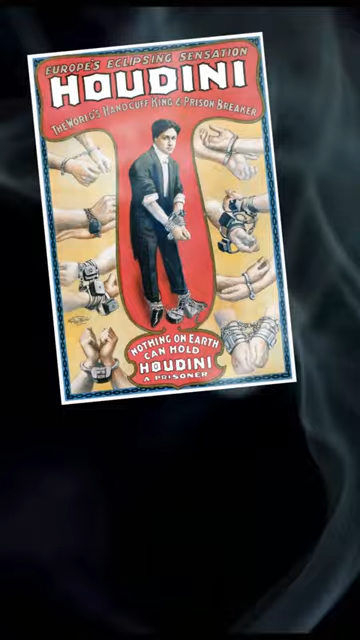 EUROPE'S ECLIPSING SENSATION
HOUDINI
THE WORLD'S HANDCUFF KING & PRISON BREAKER
NOTHING ON EARTH
CAN HOLD
HOUDINI
A PRISONER